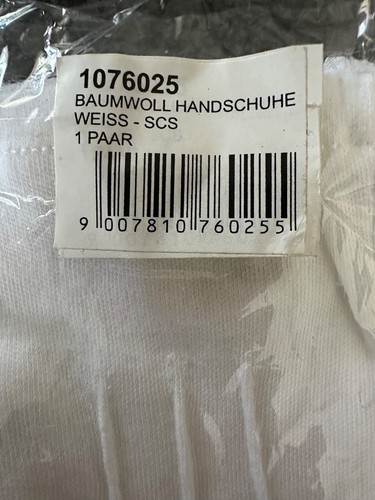 1076025
BAUMWOLL HANDSCHUHE
WEISS - SCS
1 PAAR
9 007810 760255